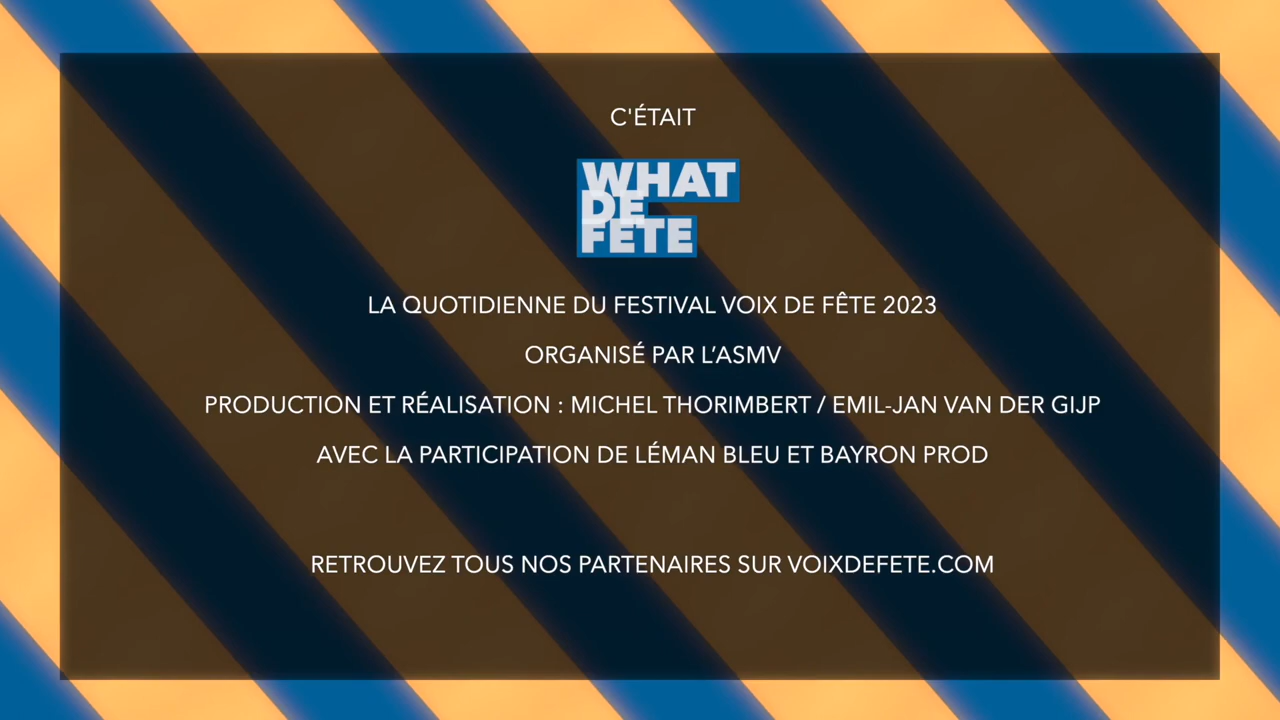 C'ÉTAIT
WHAT
DE
FETE
LA QUOTIDIENNE DU FESTIVAL VOIX DE FÊTE 2023
ORGANISÉ PAR L’ASMV
PRODUCTION ET RÉALISATION : MICHEL THORIMBERT / EMIL-JAN VAN DER GIJP
AVEC LA PARTICIPATION DE LÉMAN BLEU ET BAYRON PROD
RETROUVEZ TOUS NOS PARTENAIRES SUR VOIXDEFETE.COM